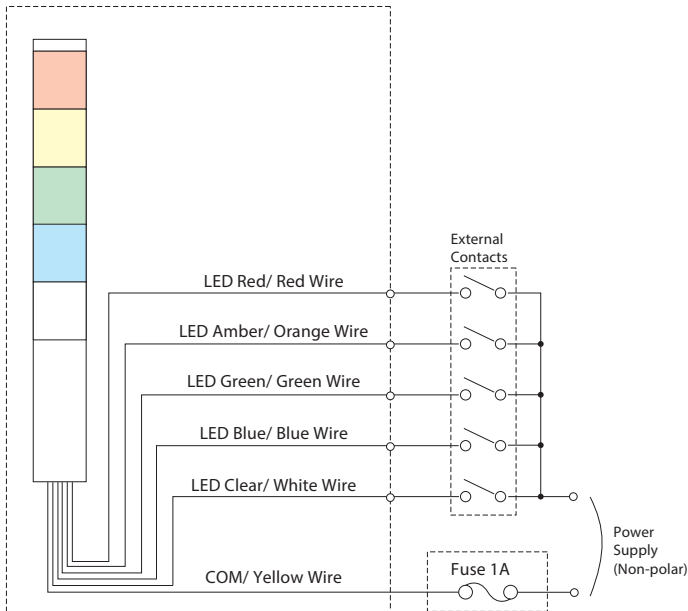 External
Contacts
LED Red/ Red Wire
LED Amber/ Orange Wire
LED Green/ Green Wire
LED Blue/ Blue Wire
LED Clear/ White Wire
COM/ Yellow Wire
Fuse 1A
Power
Supply
(Non-polar)